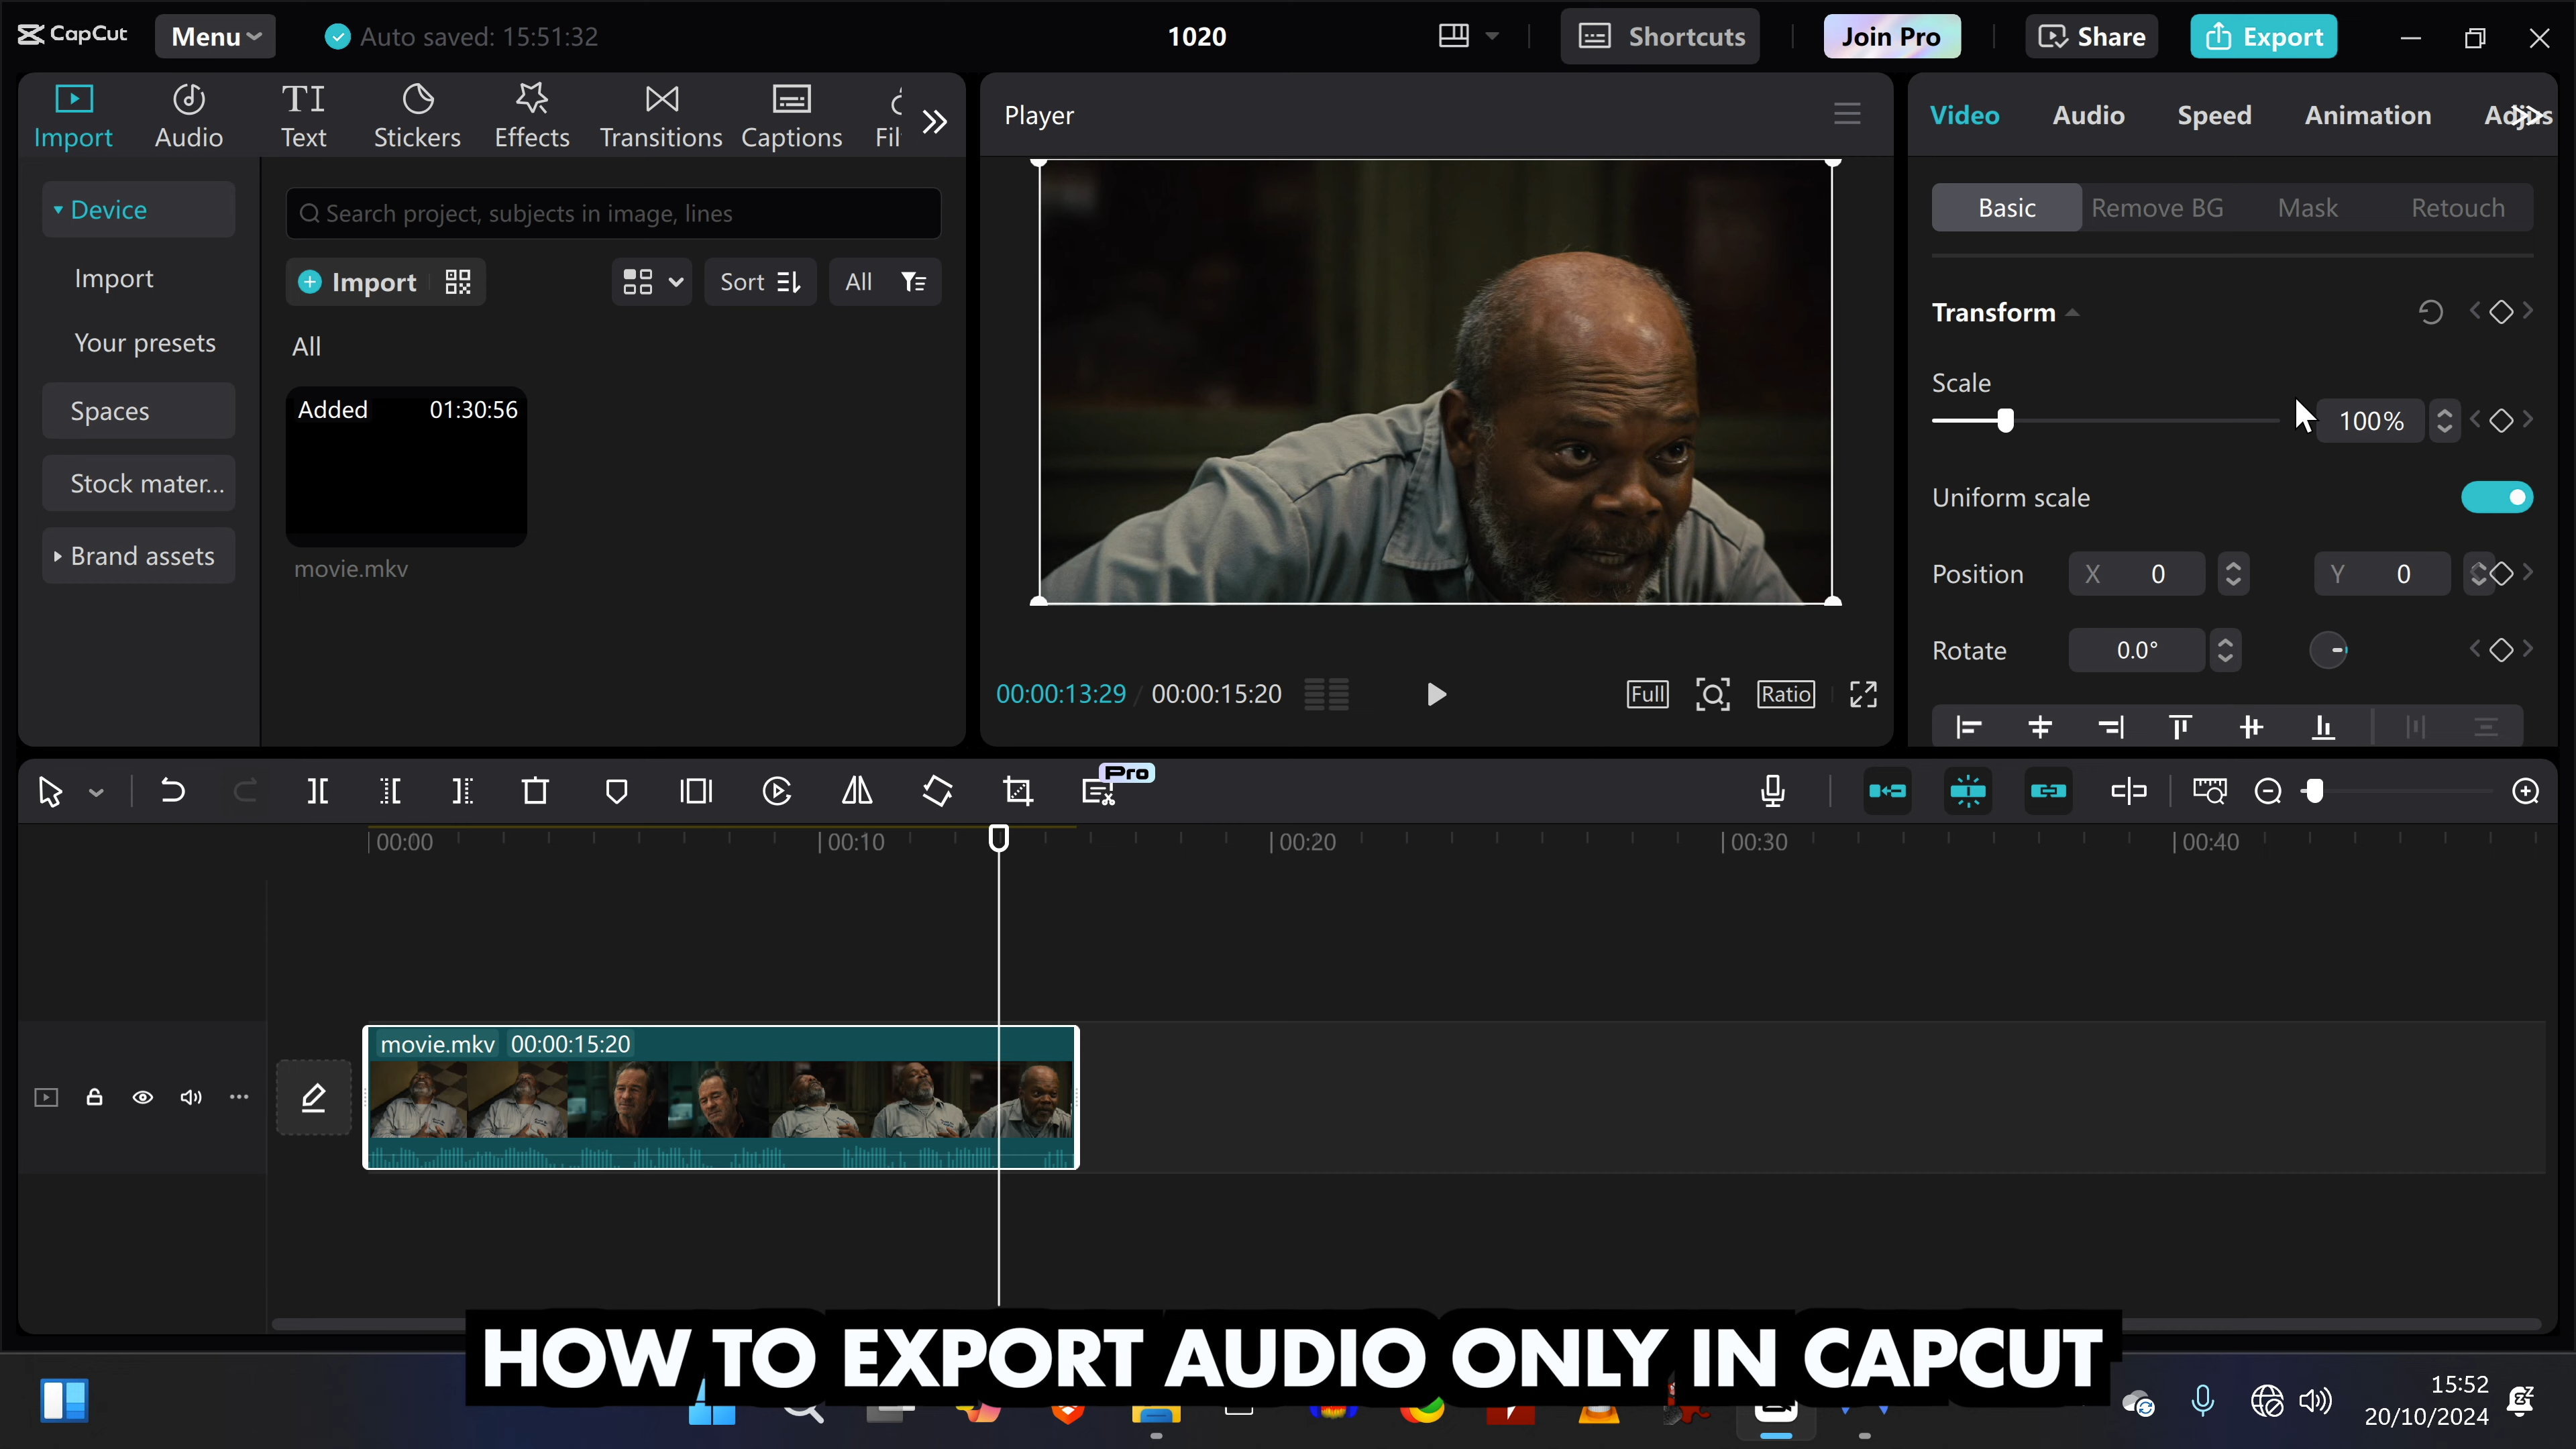 CapCut
Menu
Auto saved: 15:51:32
1020
Shortcuts
Join Pro
Share
Export
Import
Audio
Text
Stickers
Effects
Transitions
Captions
Fil
Player
Video
Audio
Speed
Animation
Adjus
Device
Import
Your presets
Spaces
Stock mater...
Brand assets
Search project, subjects in image, lines
Import
Sort
All
All
Added 01:30:56
movie.mkv
00:00:13:29 / 00:00:15:20
Full
Ratio
Basic
Remove BG
Mask
Retouch
Transform
Scale
100%
Uniform scale
Position X 0 Y 0
Rotate 0.0°
Pro
00:00
00:10
00:20
00:30
00:40
movie.mkv 00:00:15:20
HOW TO EXPORT AUDIO ONLY IN CAPCUT
15:52
20/10/2024